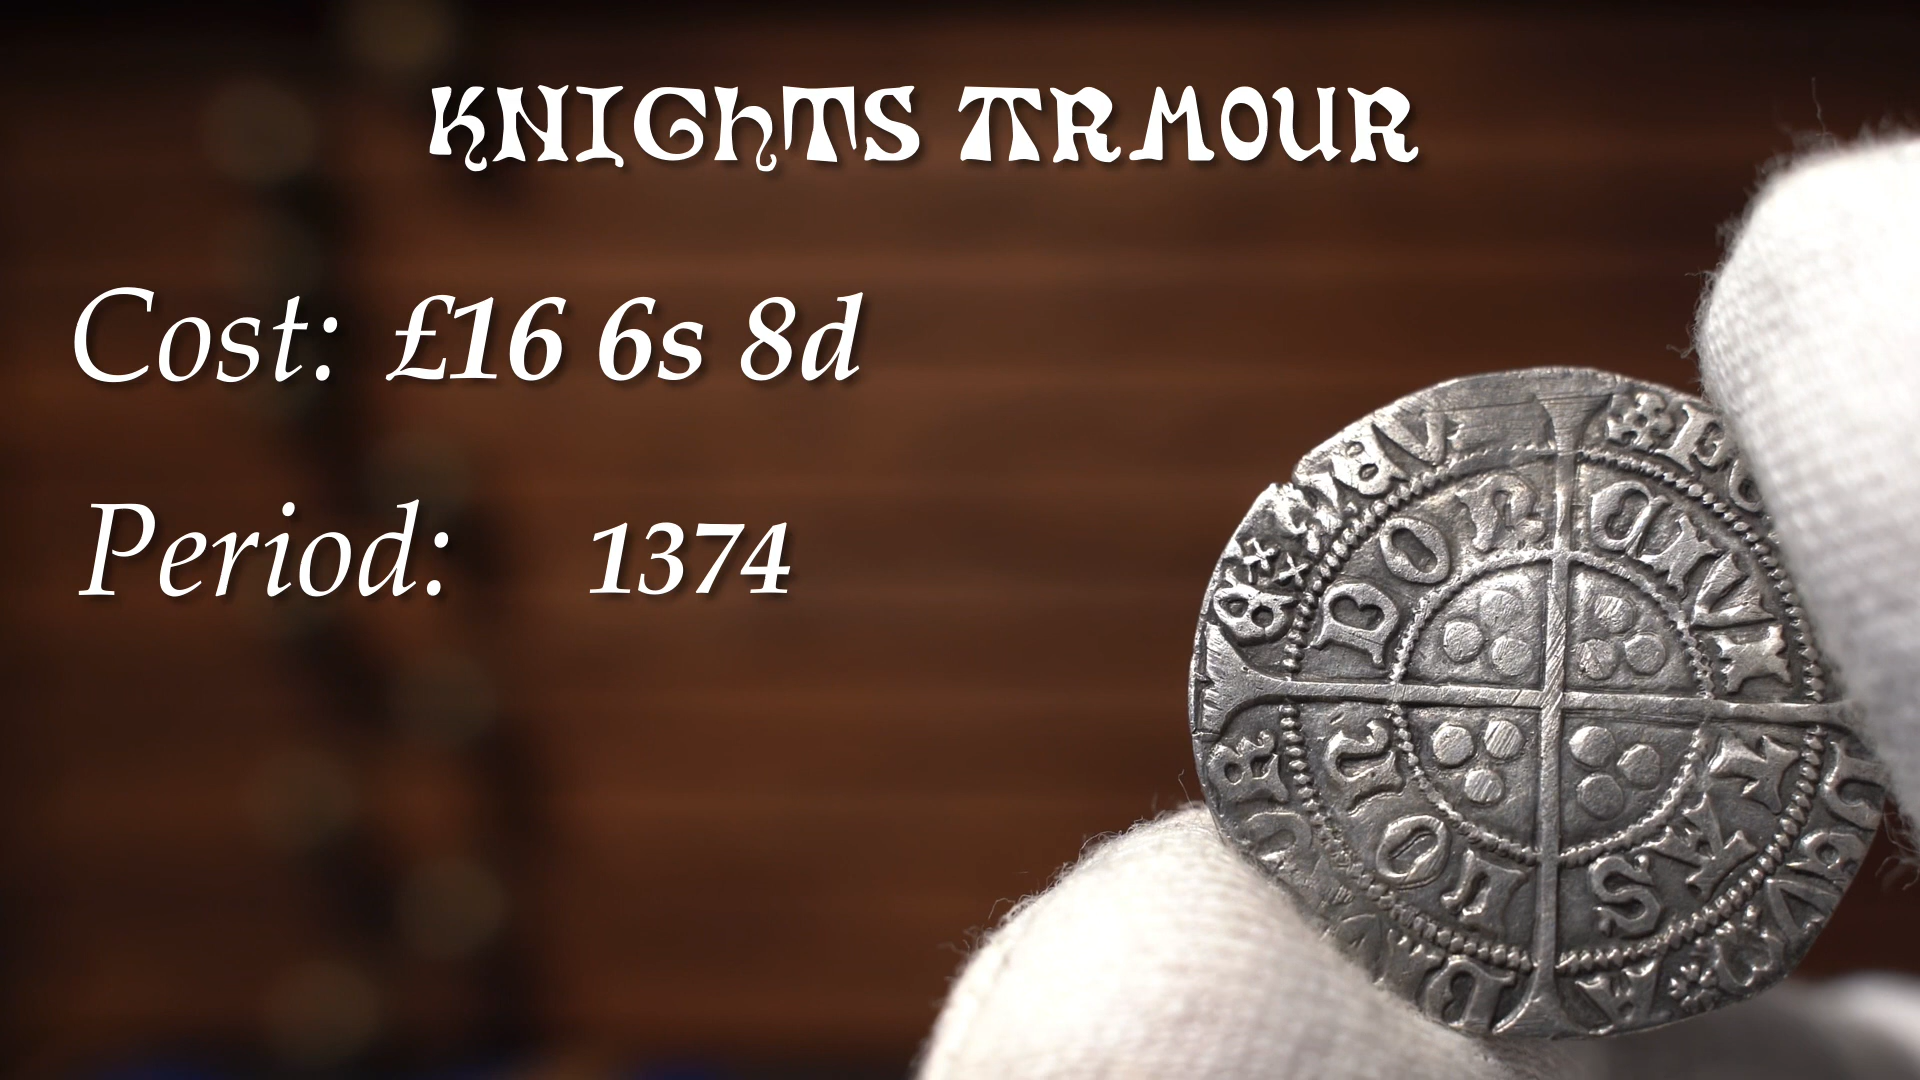 KNIGhTS ARMOUR
Cost: £16 6s 8d
Period: 1374
CIVI
TAS
LON
DON